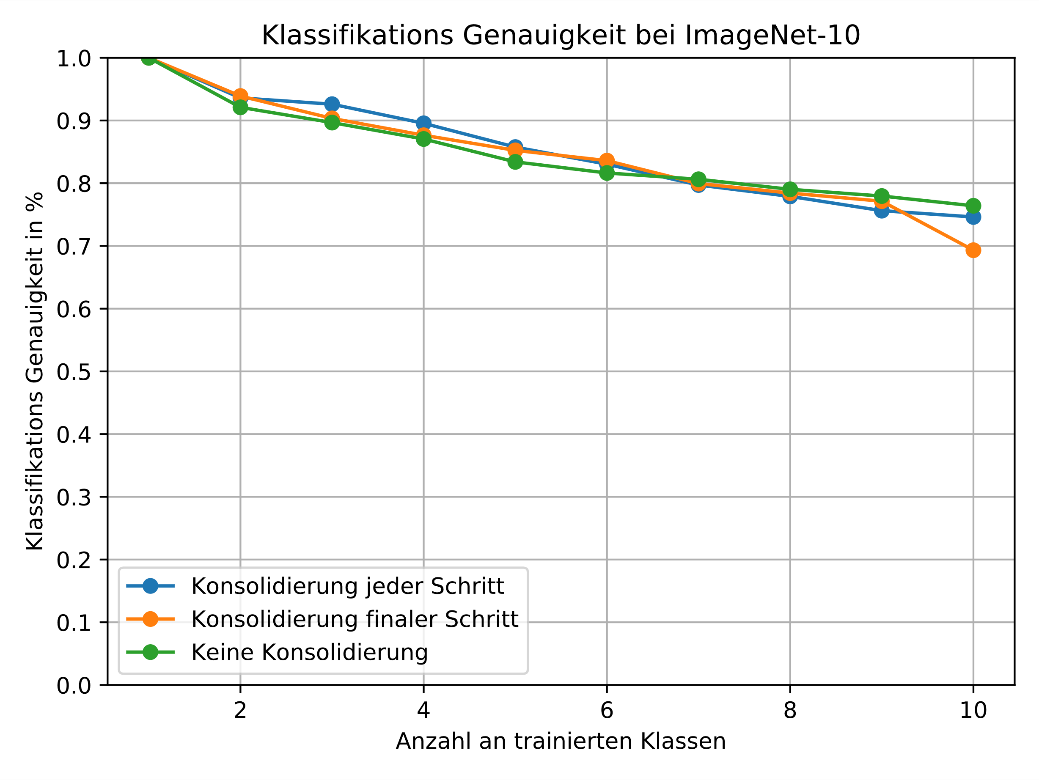 Klassifikations Genauigkeit bei ImageNet-10
Klassifikations Genauigkeit in %
1.0
0.9
0.8
0.7
0.6
0.5
0.4
0.3
0.2
0.1
0.0
Konsolidierung jeder Schritt
Konsolidierung finaler Schritt
Keine Konsolidierung
2 4 6 8 10
Anzahl an trainierten Klassen